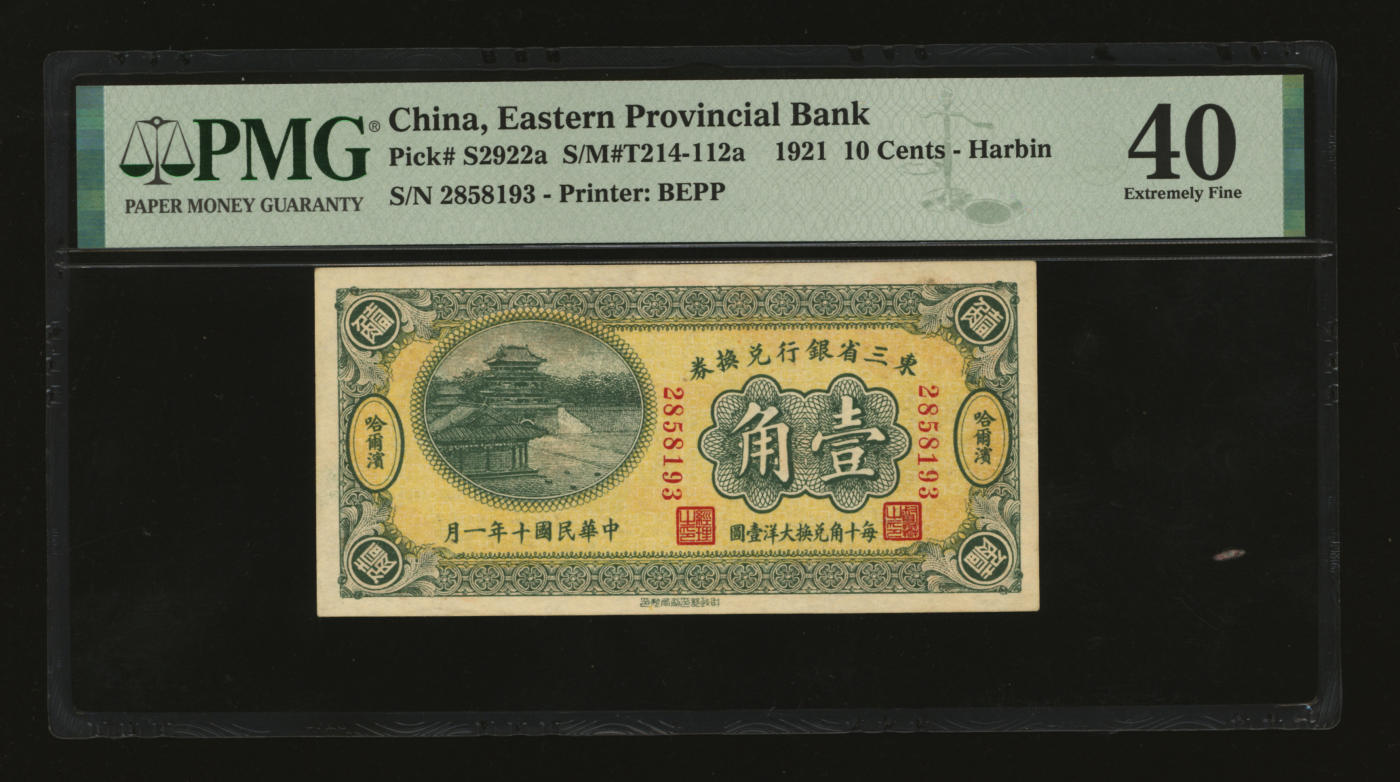 PMG®
PAPER MONEY GUARANTY
China, Eastern Provincial Bank
Pick# S2922a S/M#T214-112a 1921 10 Cents - Harbin
S/N 2858193 - Printer: BEPP
40
Extremely Fine
券換兌行銀省三東
2858193
2858193
哈爾濱
哈爾濱
角壹
圓壹洋大換兌角十每
月一年十國民華中